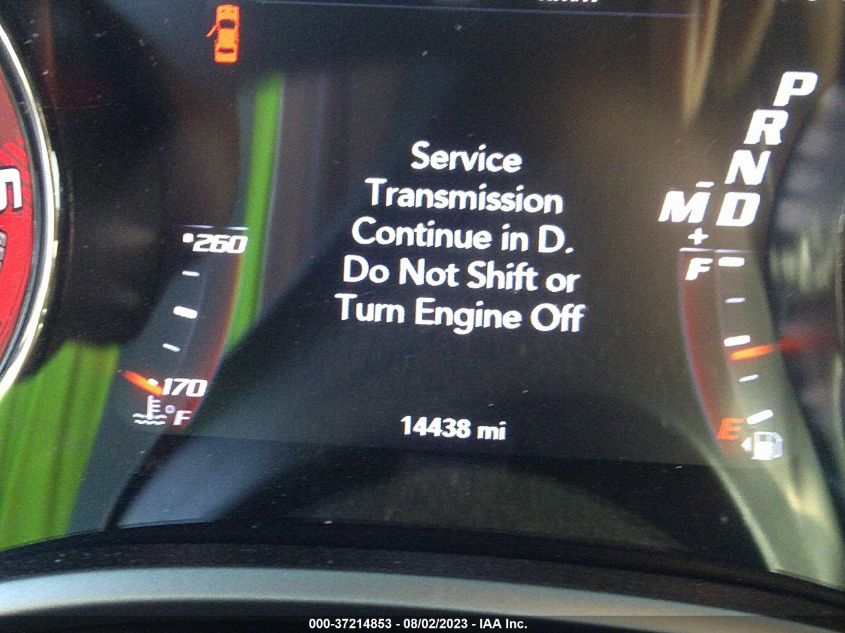 P
R
N
M D
-
+
Service
Transmission
Continue in D.
Do Not Shift or
Turn Engine Off
260
170
°F
F
E
14438 mi
000-37214853 - 08/02/2023 - IAA Inc.